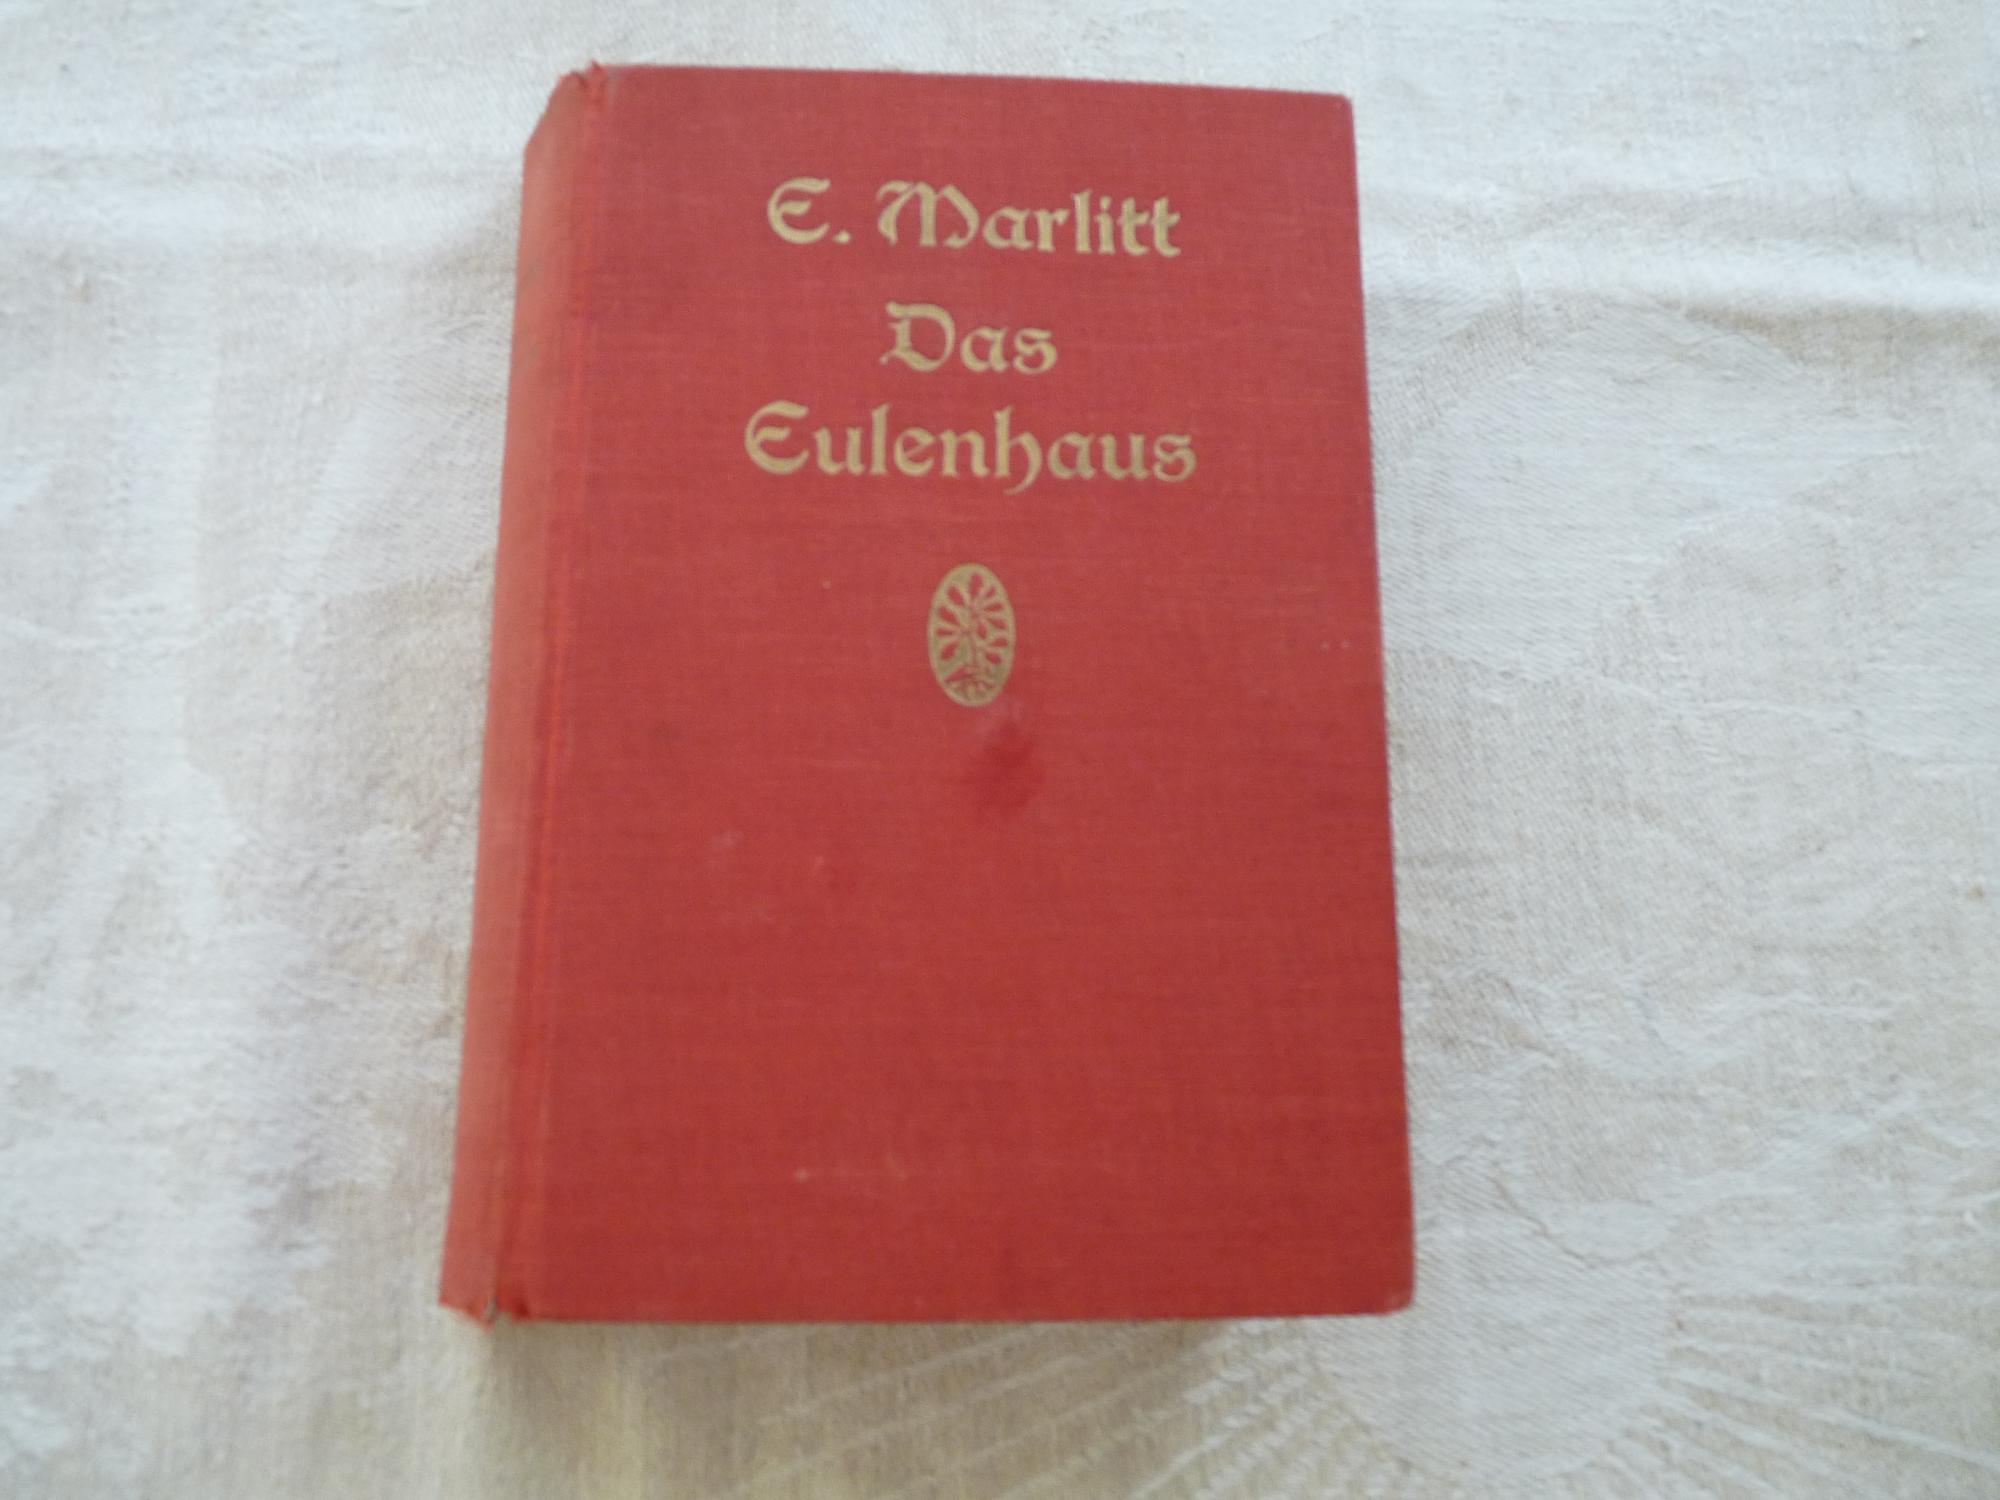 E. Marlitt
Das
Eulenhaus